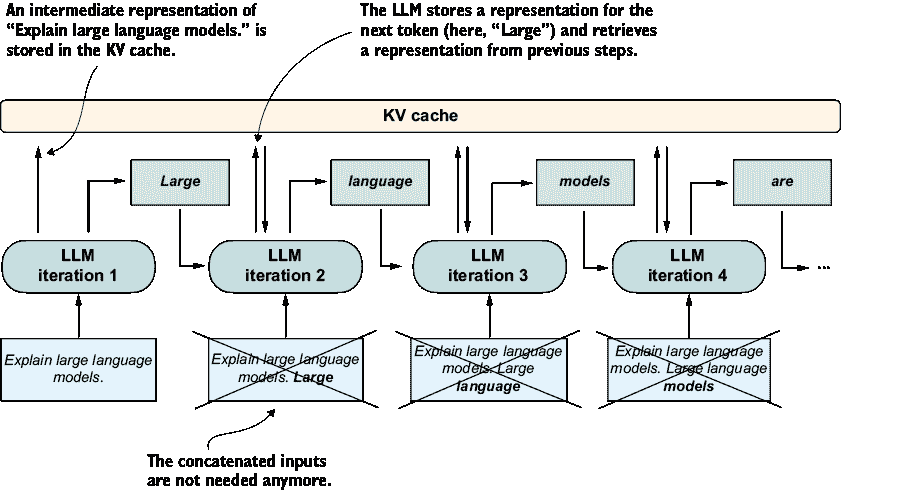 An intermediate representation of
“Explain large language models.” is
stored in the KV cache.
The LLM stores a representation for the
next token (here, “Large”) and retrieves
a representation from previous steps.
KV cache
Large
language
models
are
LLM
iteration 1
LLM
iteration 2
LLM
iteration 3
LLM
iteration 4
...
Explain large language
models.
Explain large language
models. Large
Explain large language
models. Large
language
Explain large language
models. Large language
models
The concatenated inputs
are not needed anymore.